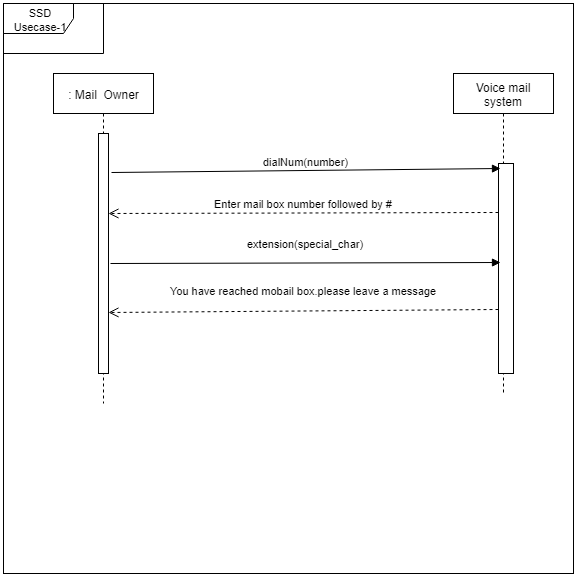 SSD
Usecase-1
: Mail Owner
Voice mail
system
dialNum(number)
Enter mail box number followed by #
extension(special_char)
You have reached mobail box.please leave a message